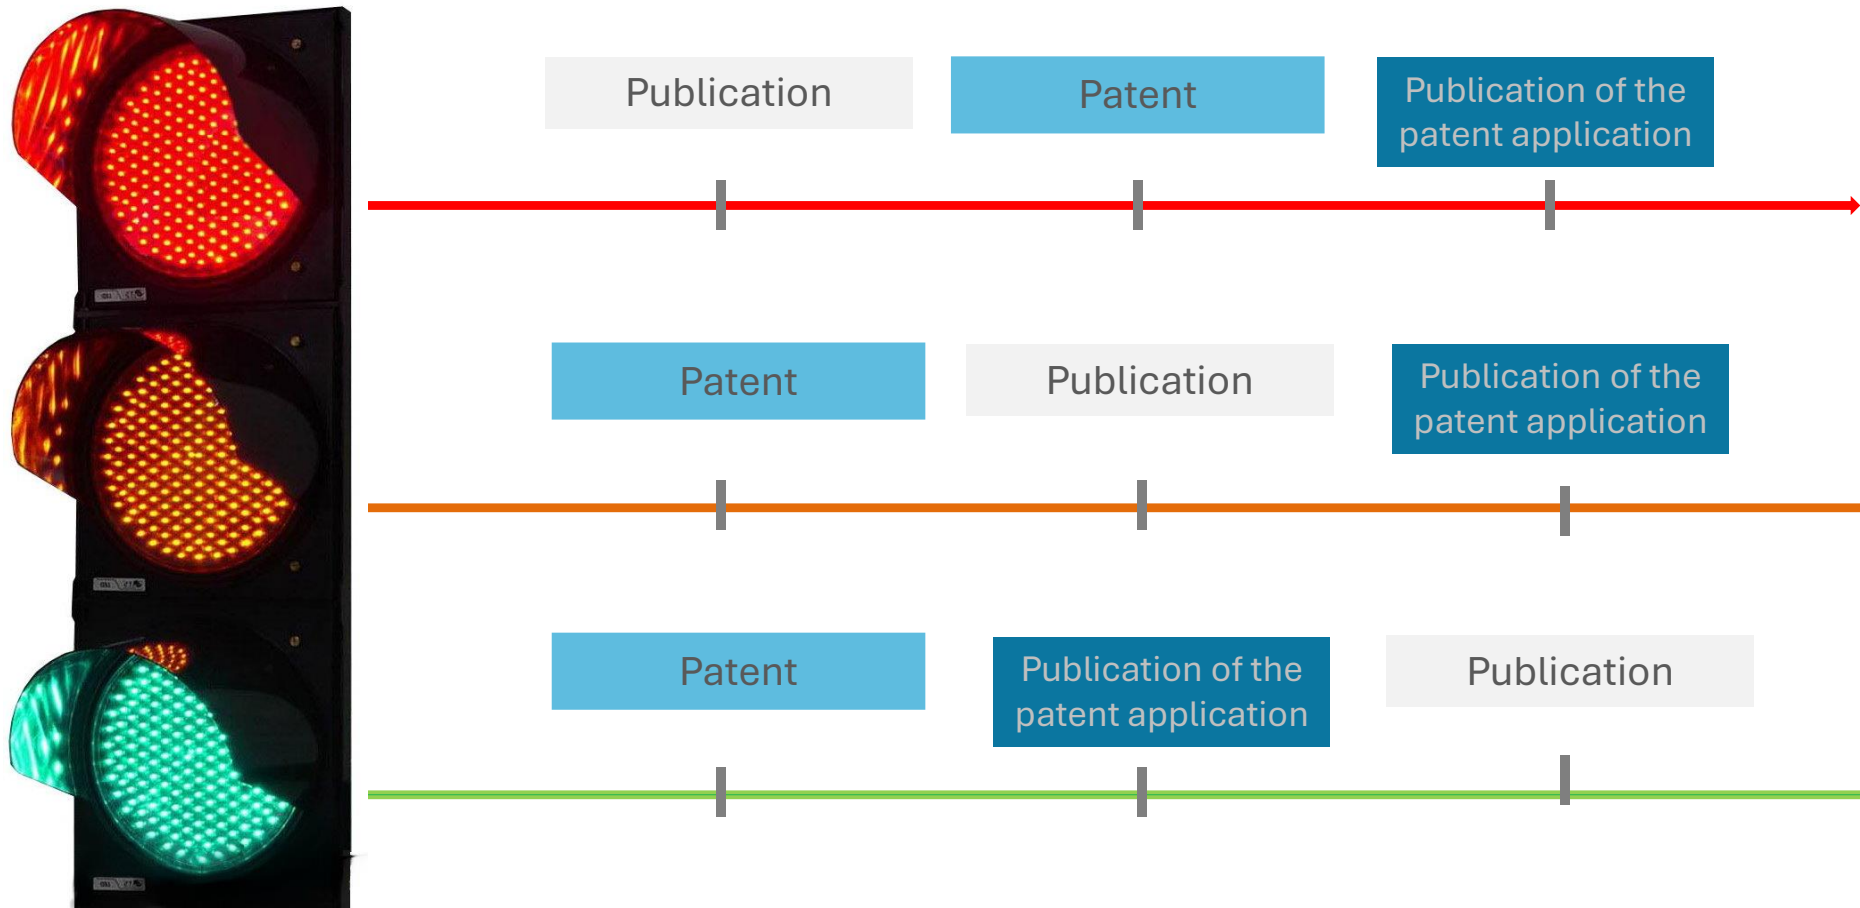 Publication
Patent
Publication of the
patent application
Patent
Publication
Publication of the
patent application
Patent
Publication of the
patent application
Publication